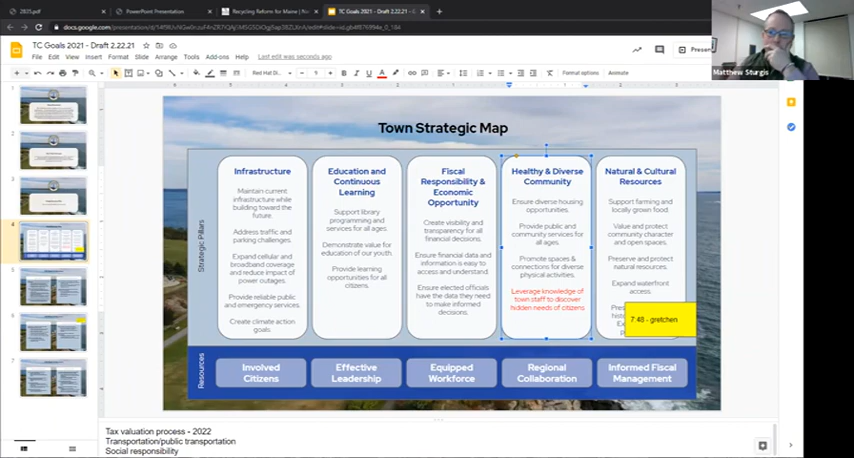 2835.pdf
PowerPoint Presentation
Recycling Reform for Maine | N
TC Goals 2021 - Draft 2.22.21
docs.google.com
TC Goals 2021 - Draft 2.22.21
File Edit View Insert Format Slide Arrange Tools Add-ons Help
Last edit was seconds ago
Present
Red Hat Di...
Format options
Animate
Matthew Sturgis
1
2
3
4
5
6
7
Town Strategic Map
Strategic Pillars
Infrastructure
Maintain current
infrastructure while
building toward the
future.
Address traffic and
parking challenges.
Expand cellular and
broadband coverage
and reduce impact of
power outages.
Provide reliable public
and emergency services.
Create climate action
goals.
Education and
Continuous
Learning
Support library
programming and
services for all ages.
Demonstrate value for
education of our youth.
Provide learning
opportunities for all
citizens.
Fiscal
Responsibility &
Economic
Opportunity
Create visibility and
transparency for all
financial decisions.
Ensure financial data and
information is easy to
access and understand.
Ensure elected officials
have the data they need
to make informed
decisions.
Healthy & Diverse
Community
Ensure diverse housing
opportunities.
Provide public and
community services for
all ages.
Promote spaces &
connections for diverse
physical activities.
Leverage knowledge of
town staff to discover
hidden needs of citizens
Natural & Cultural
Resources
Support farming and
locally grown food.
Value and protect
community character
and open spaces.
Preserve and protect
natural resources.
Expand waterfront
access.
7:48 - gretchen
Resources
Involved
Citizens
Effective
Leadership
Equipped
Workforce
Regional
Collaboration
Informed Fiscal
Management
Tax valuation process - 2022
Transportation/public transportation
Social responsibility